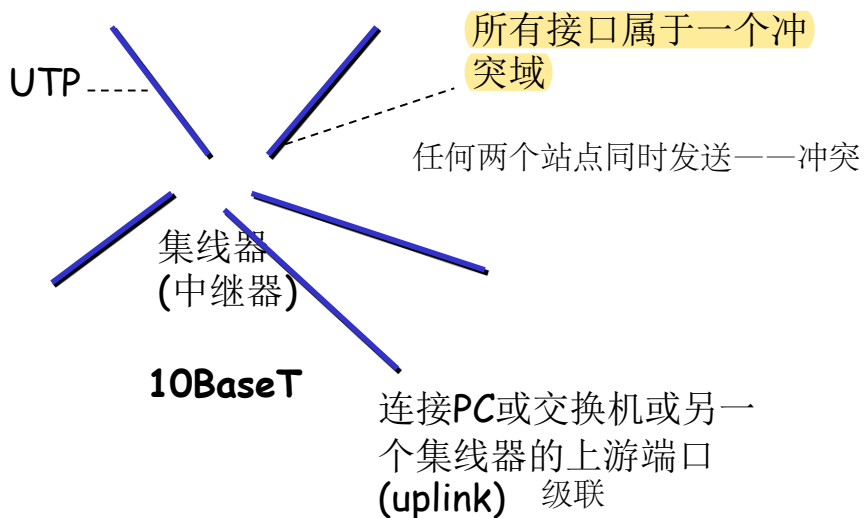 所有接口属于一个冲
突域
UTP
任何两个站点同时发送——冲突
集线器
(中继器)
10BaseT
连接PC或交换机或另一
个集线器的上游端口
(uplink) 级联